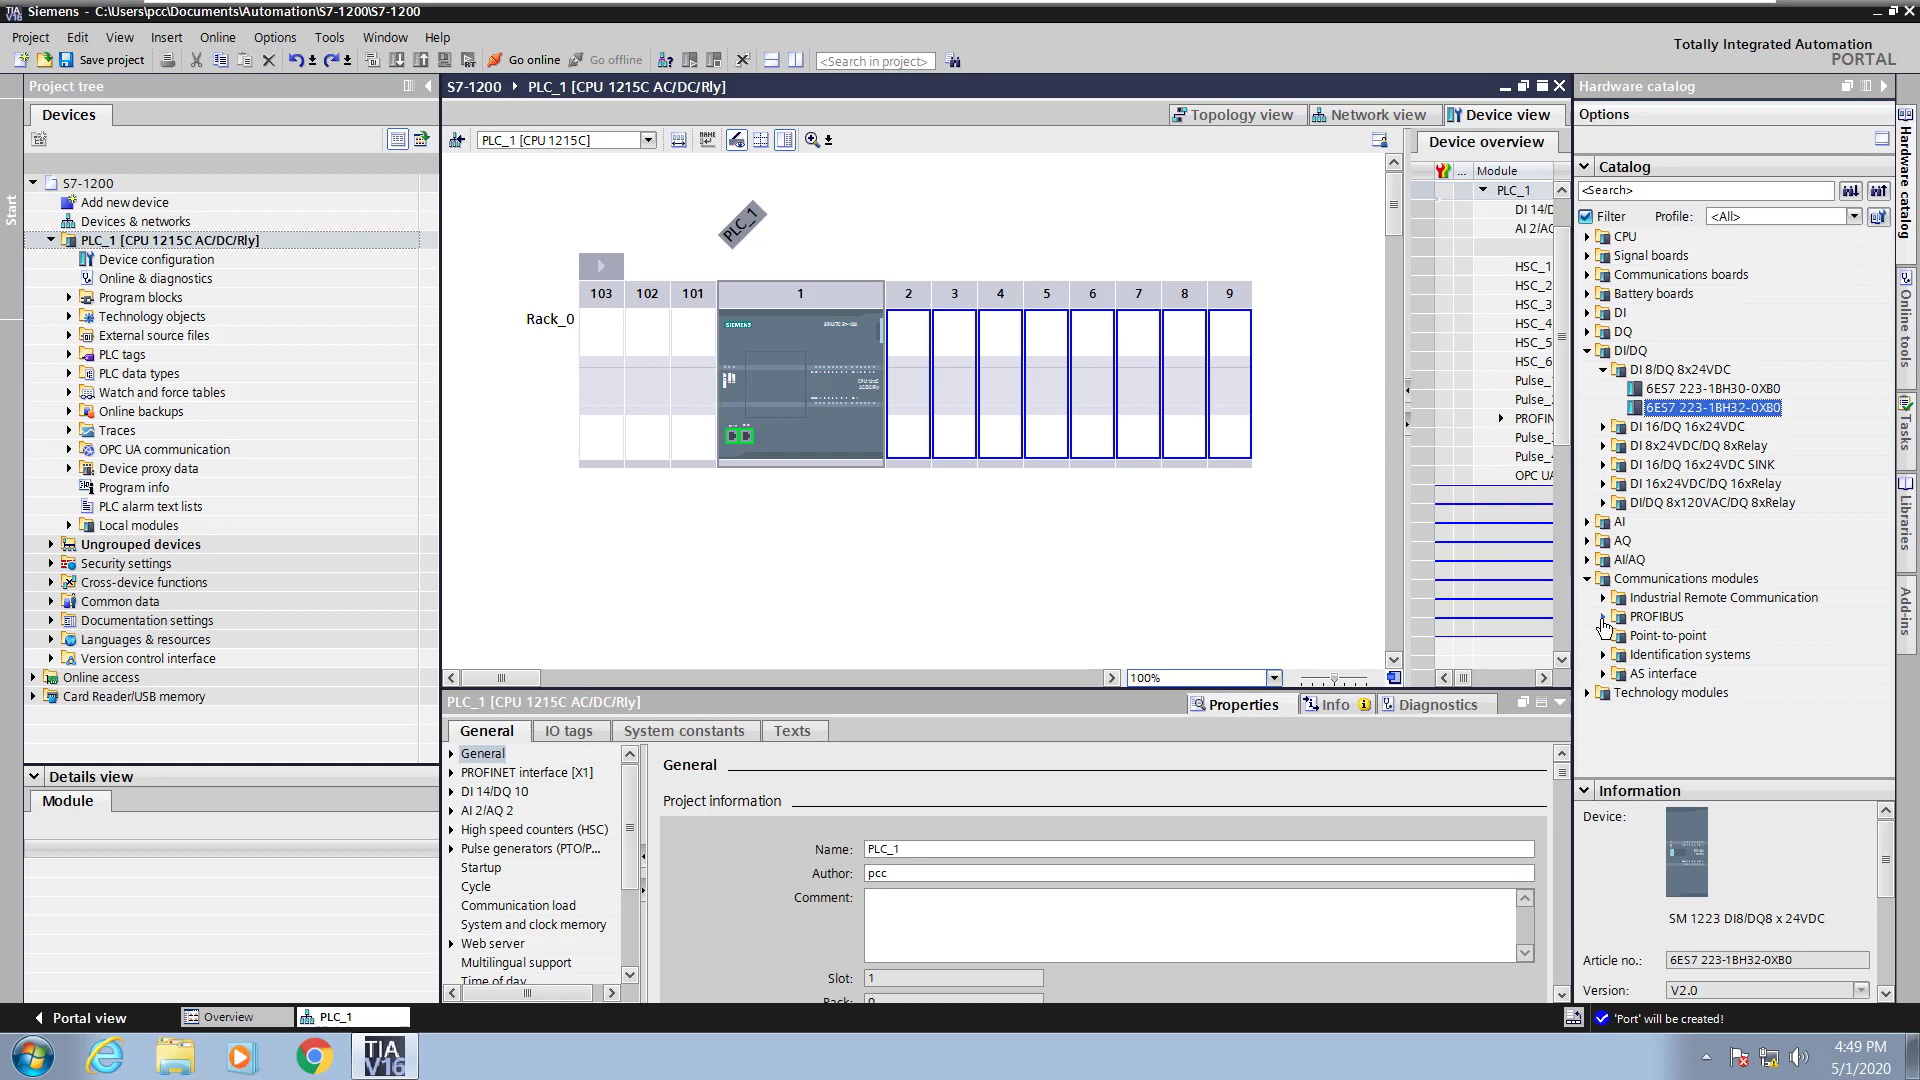 Siemens - C:\Users\pcc\Documents\Automation\S7-1200\S7-1200
Project Edit View Insert Online Options Tools Window Help
Totally Integrated Automation
PORTAL
Save project
Go online
Go offline
<Search in project>
Project tree
S7-1200 PLC_1 [CPU 1215C AC/DC/Rly]
Hardware catalog
Devices
Topology view
Network view
Device view
Options
PLC_1 [CPU 1215C]
Device overview
... Module
Catalog
<Search>
Filter Profile: <All>
Start
S7-1200
Add new device
Devices & networks
PLC_1 [CPU 1215C AC/DC/Rly]
Device configuration
Online & diagnostics
Program blocks
Technology objects
External source files
PLC tags
PLC data types
Watch and force tables
Online backups
Traces
OPC UA communication
Device proxy data
Program info
PLC alarm text lists
Local modules
Ungrouped devices
Security settings
Cross-device functions
Common data
Documentation settings
Languages & resources
Version control interface
Online access
Card Reader/USB memory
PLC_1
103 102 101 1 2 3 4 5 6 7 8 9
Rack_0
SIEMENS
SIMATIC S7-1200
CPU 1215C
AC/DC/Rly
100%
PLC_1
DI 14/D
AI 2/AQ
HSC_1
HSC_2
HSC_3
HSC_4
HSC_5
HSC_6
Pulse_
Pulse_2
PROFIN
Pulse_
Pulse_
OPC UA
CPU
Signal boards
Communications boards
Battery boards
DI
DQ
DI/DQ
DI 8/DQ 8x24VDC
6ES7 223-1BH30-0XB0
6ES7 223-1BH32-0XB0
DI 16/DQ 16x24VDC
DI 8x24VDC/DQ 8xRelay
DI 16/DQ 16x24VDC SINK
DI 16x24VDC/DQ 16xRelay
DI/DQ 8x120VAC/DQ 8xRelay
AI
AQ
AI/AQ
Communications modules
Industrial Remote Communication
PROFIBUS
Point-to-point
Identification systems
AS interface
Technology modules
Hardware catalog
Online tools
Tasks
Libraries
Add-ins
Details view
Module
PLC_1 [CPU 1215C AC/DC/Rly]
Properties
Info
Diagnostics
General
IO tags
System constants
Texts
General
PROFINET interface [X1]
DI 14/DQ 10
AI 2/AQ 2
High speed counters (HSC)
Pulse generators (PTO/P...
Startup
Cycle
Communication load
System and clock memory
Web server
Multilingual support
Time of day
General
Project information
Name: PLC_1
Author: pcc
Comment:
Slot: 1
Rack: 0
Information
Device:
SM 1223 DI8/DQ8 x 24VDC
Article no.: 6ES7 223-1BH32-0XB0
Version: V2.0
Portal view
Overview
PLC_1
'Port' will be created!
TIA
V16
4:49 PM
5/1/2020